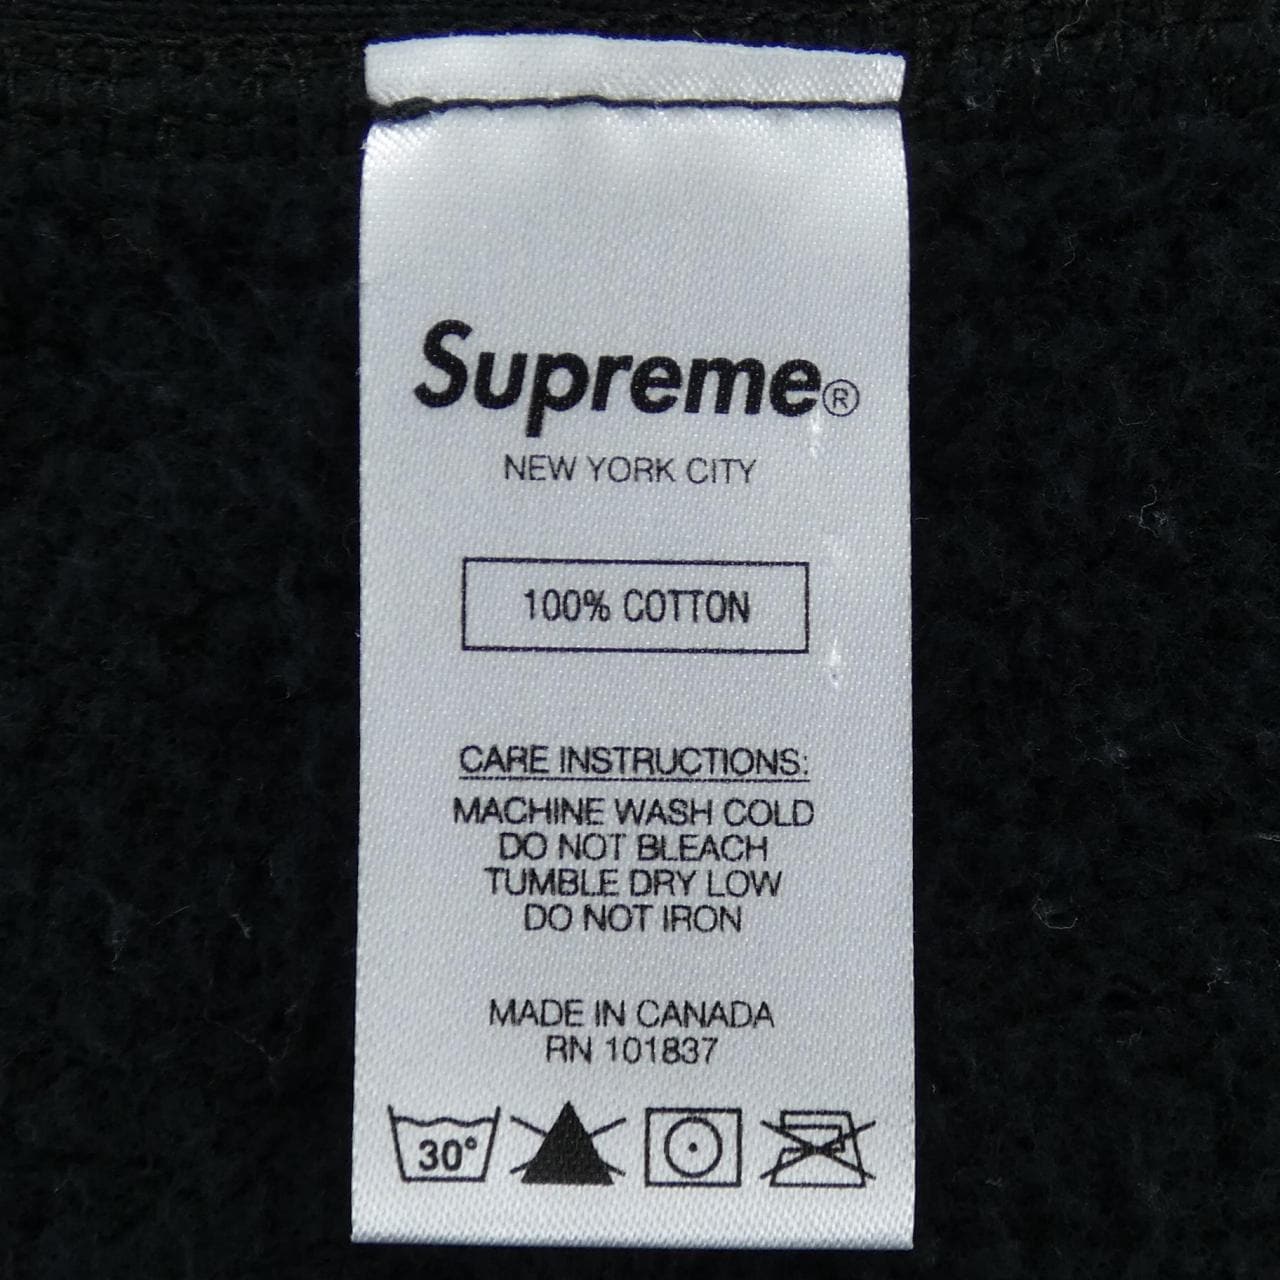 Supreme®
NEW YORK CITY
100% COTTON
CARE INSTRUCTIONS:
MACHINE WASH COLD
DO NOT BLEACH
TUMBLE DRY LOW
DO NOT IRON
MADE IN CANADA
RN 101837
30°